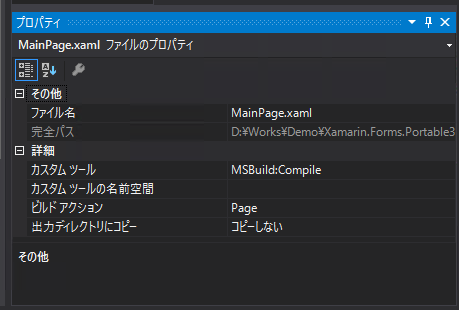 プロパティ
MainPage.xaml ファイルのプロパティ
その他
ファイル名 MainPage.xaml
完全パス D:¥Works¥Demo¥Xamarin.Forms.Portable3
詳細
カスタム ツール MSBuild:Compile
カスタム ツールの名前空間
ビルド アクション Page
出力ディレクトリにコピー コピーしない
その他